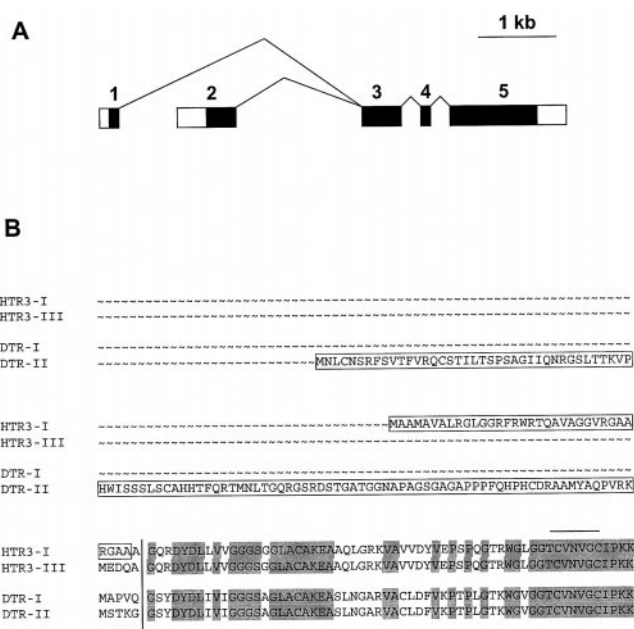 A
1 kb
1 2 3 4 5
B
HTR3-I ~~~~~~~~~~~~~~~~~~~~~~~~~~~~~~~~~~~~~~~~~~~~~~~~~~~~~~~~~~~~~~~~~~
HTR3-III ~~~~~~~~~~~~~~~~~~~~~~~~~~~~~~~~~~~~~~~~~~~~~~~~~~~~~~~~~~~~~~~~~~
DTR-I ~~~~~~~~~~~~~~~~~~~~~~~~~~~~~~~~~~~~~~~~~~~~~~~~~~~~~~~~~~~~~~~~~~
DTR-II ~~~~~~~~~~~~~~~~~~~~~~~~~~~MNLCNSRFSVTFVRQCSTILTSPSAGIIQNRGSLTTKVP
HTR3-I ~~~~~~~~~~~~~~~~~~~~~~~~~~~~~~~~~~~~MAAMAVALRGLGGRFRWRTQAVAGGVRGAA
HTR3-III ~~~~~~~~~~~~~~~~~~~~~~~~~~~~~~~~~~~~~~~~~~~~~~~~~~~~~~~~~~~~~~~~~~
DTR-I ~~~~~~~~~~~~~~~~~~~~~~~~~~~~~~~~~~~~~~~~~~~~~~~~~~~~~~~~~~~~~~~~~~
DTR-II HWISSSLSCAHHTFQRTMNLTGQRGSRDSTGATGGNAPAGSGAGAPPPFQHPHCDRAAMYAQPVRK
HTR3-I RGAAA GQRDYDLLVVGGGSGGLACAKEAAQLGRKVAVVDYVEPSPQGTRWGLGGTCVNVGCIPKK
HTR3-III MEDQA GQRDYDLLVVGGGSGGLACAKEAAQLGRKVAVVDYVEPSPQGTRWGLGGTCVNVGCIPKK
DTR-I MAPVQ GSYDYDLIVIGGGSAGLACAKEASLNGARVACLDFVKPTPLGTKWGVGGTCVNVGCIPKK
DTR-II MSTKG GSYDYDLIVIGGGSAGLACAKEASLNGARVACLDFVKPTPLGTKWGVGGTCVNVGCIPKK